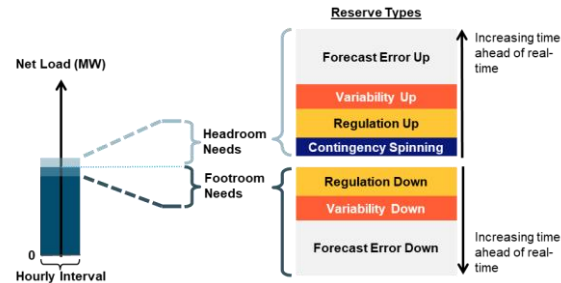 Reserve Types
Net Load (MW)
Forecast Error Up
Increasing time
ahead of real-
time
Variability Up
Headroom
Needs
Regulation Up
Contingency Spinning
Footroom
Needs
Regulation Down
Variability Down
Forecast Error Down
Increasing time
ahead of real-
time
0
Hourly Interval